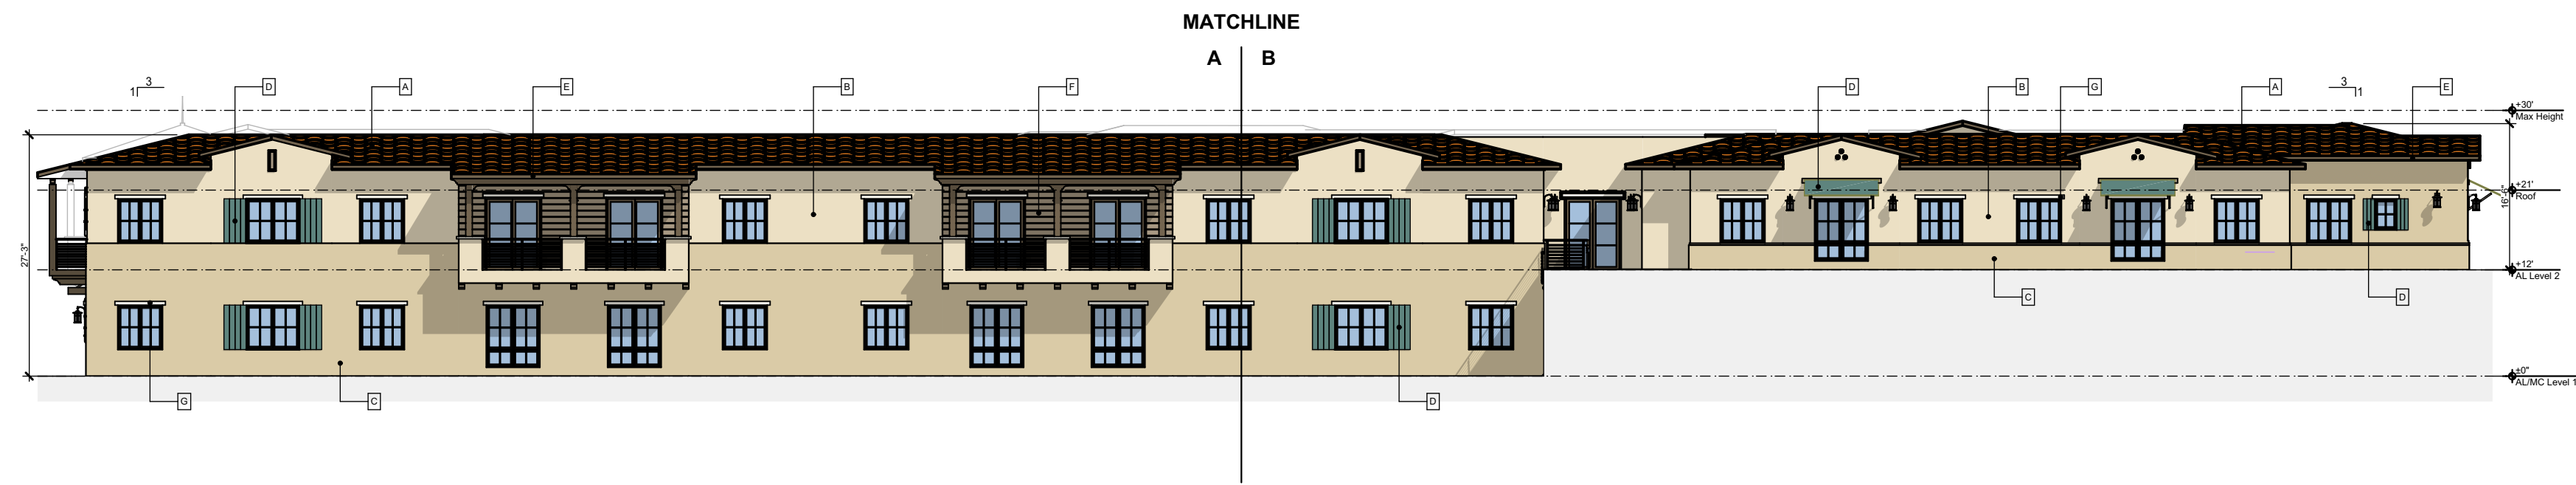 MATCHLINE
A B
3
1
D A E B F D B G A
3
1
E
+30'
Max Height
+21'
Roof
27'-3"
+12'
AL Level 2
C D
±0"
AL/MC Level 1
G C D